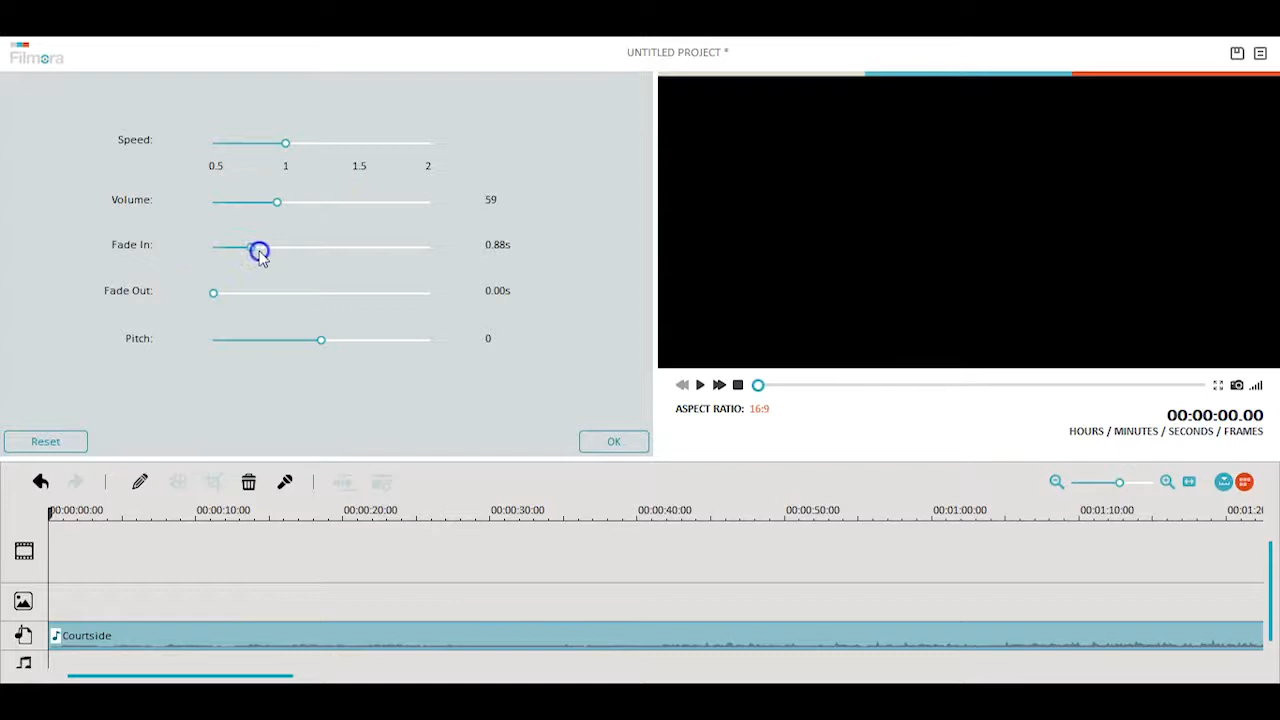 Filmora
UNTITLED PROJECT *
Speed:
0.5 1 1.5 2
Volume: 59
Fade In: 0.88s
Fade Out: 0.00s
Pitch: 0
Reset OK
ASPECT RATIO: 16:9
00:00:00.00
HOURS / MINUTES / SECONDS / FRAMES
00:00:00:00 00:00:10:00 00:00:20:00 00:00:30:00 00:00:40:00 00:00:50:00 00:01:00:00 00:01:10:00 00:01:2
Courtside